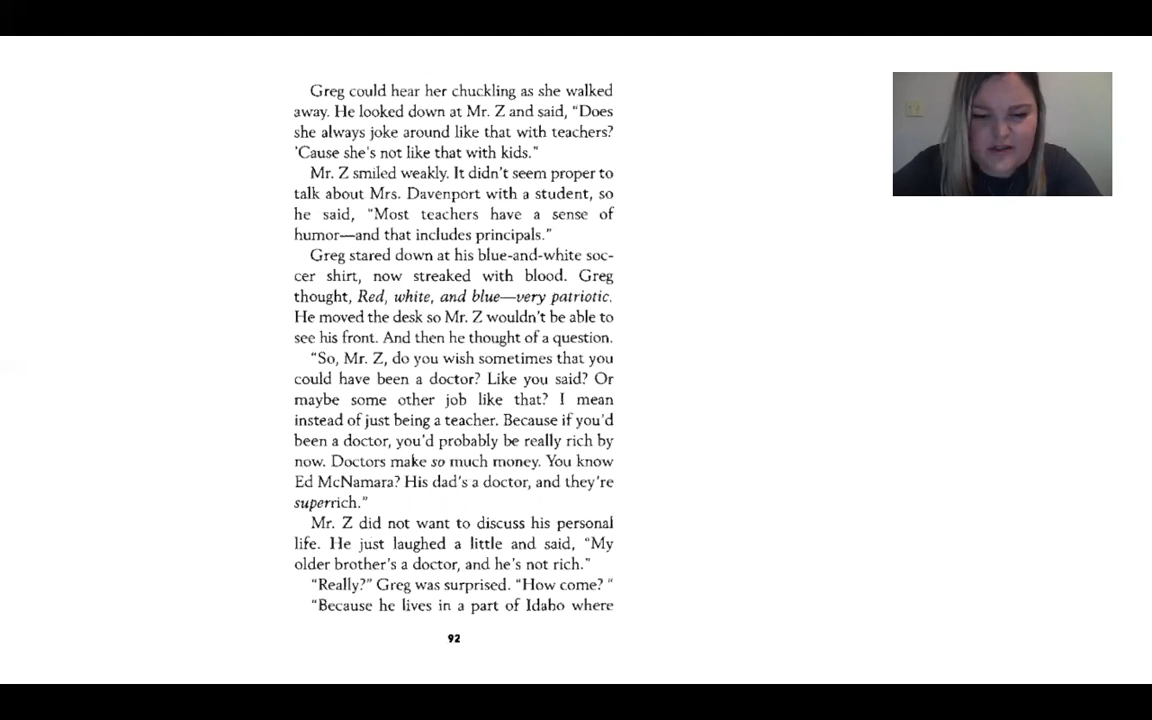 Greg could hear her chuckling as she walked
away. He looked down at Mr. Z and said, "Does
she always joke around like that with teachers?
'Cause she's not like that with kids."
Mr. Z smiled weakly. It didn't seem proper to
talk about Mrs. Davenport with a student, so
he said, "Most teachers have a sense of
humor—and that includes principals."
Greg stared down at his blue-and-white soc-
cer shirt, now streaked with blood. Greg
thought, Red, white, and blue—very patriotic.
He moved the desk so Mr. Z wouldn't be able to
see his front. And then he thought of a question.
"So, Mr. Z, do you wish sometimes that you
could have been a doctor? Like you said? Or
maybe some other job like that? I mean
instead of just being a teacher. Because if you'd
been a doctor, you'd probably be really rich by
now. Doctors make so much money. You know
Ed McNamara? His dad's a doctor, and they're
superrich."
Mr. Z did not want to discuss his personal
life. He just laughed a little and said, "My
older brother's a doctor, and he's not rich."
"Really?" Greg was surprised. "How come? "
"Because he lives in a part of Idaho where
92